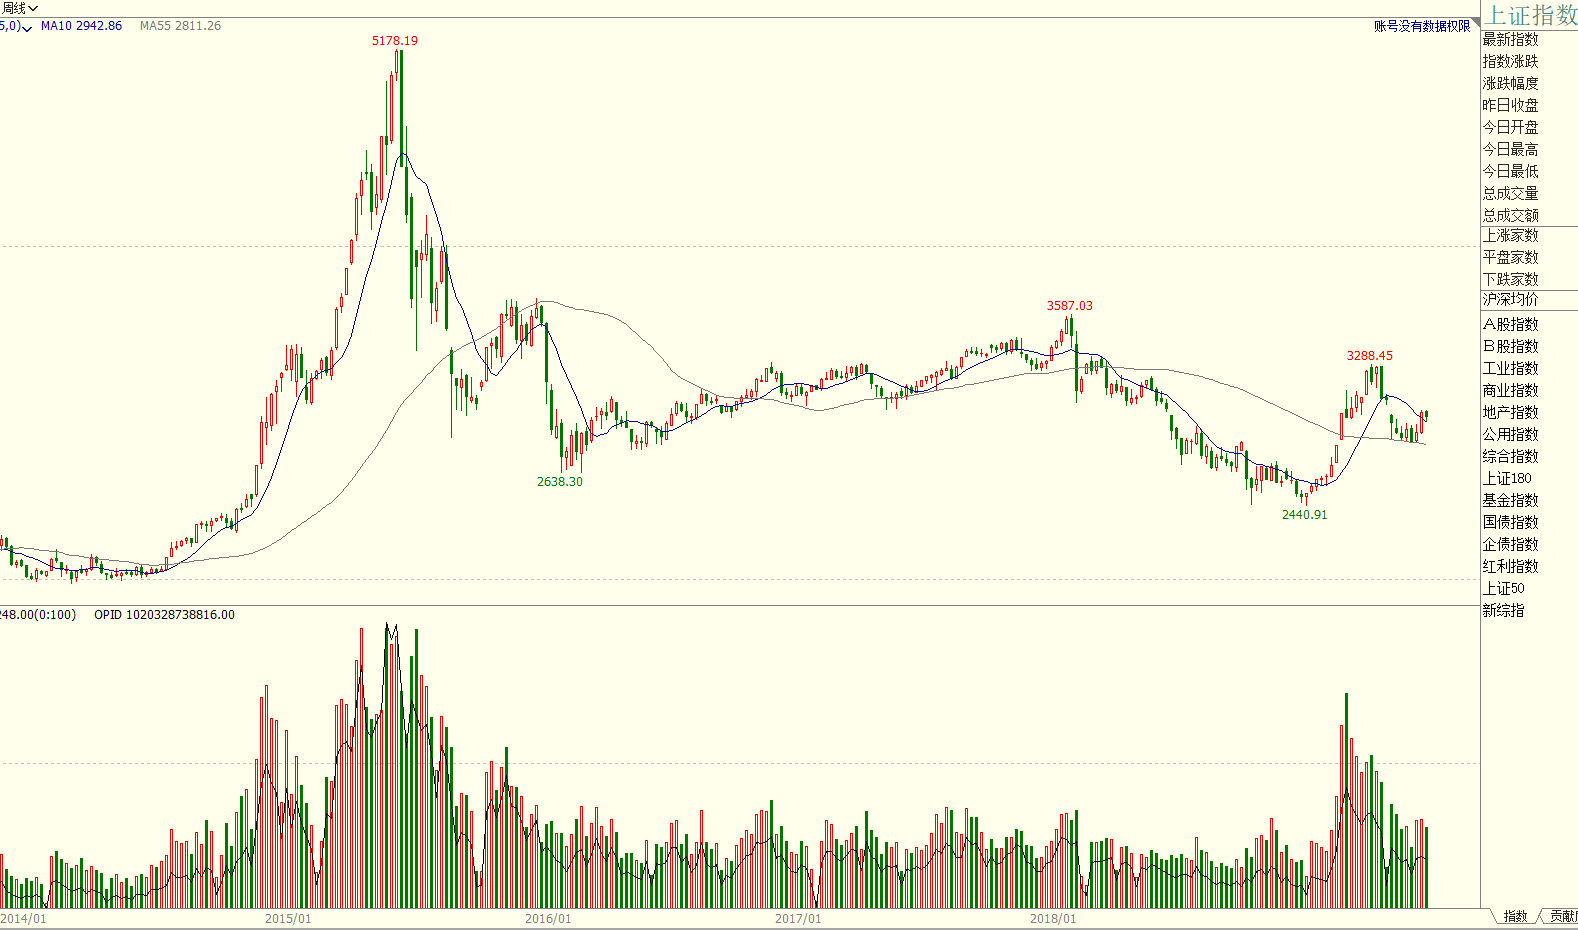 周线
5,0) MA10 2942.86 MA55 2811.26
账号没有数据权限
5178.19
3587.03
3288.45
2638.30
2440.91
248.00(0:100) OPID 1020328738816.00
2014/01 2015/01 2016/01 2017/01 2018/01
上证指数
最新指数
指数涨跌
涨跌幅度
昨日收盘
今日开盘
今日最高
今日最低
总成交量
总成交额
上涨家数
平盘家数
下跌家数
沪深均价
A股指数
B股指数
工业指数
商业指数
地产指数
公用指数
综合指数
上证180
基金指数
国债指数
企债指数
红利指数
上证50
新综指
指数 贡献